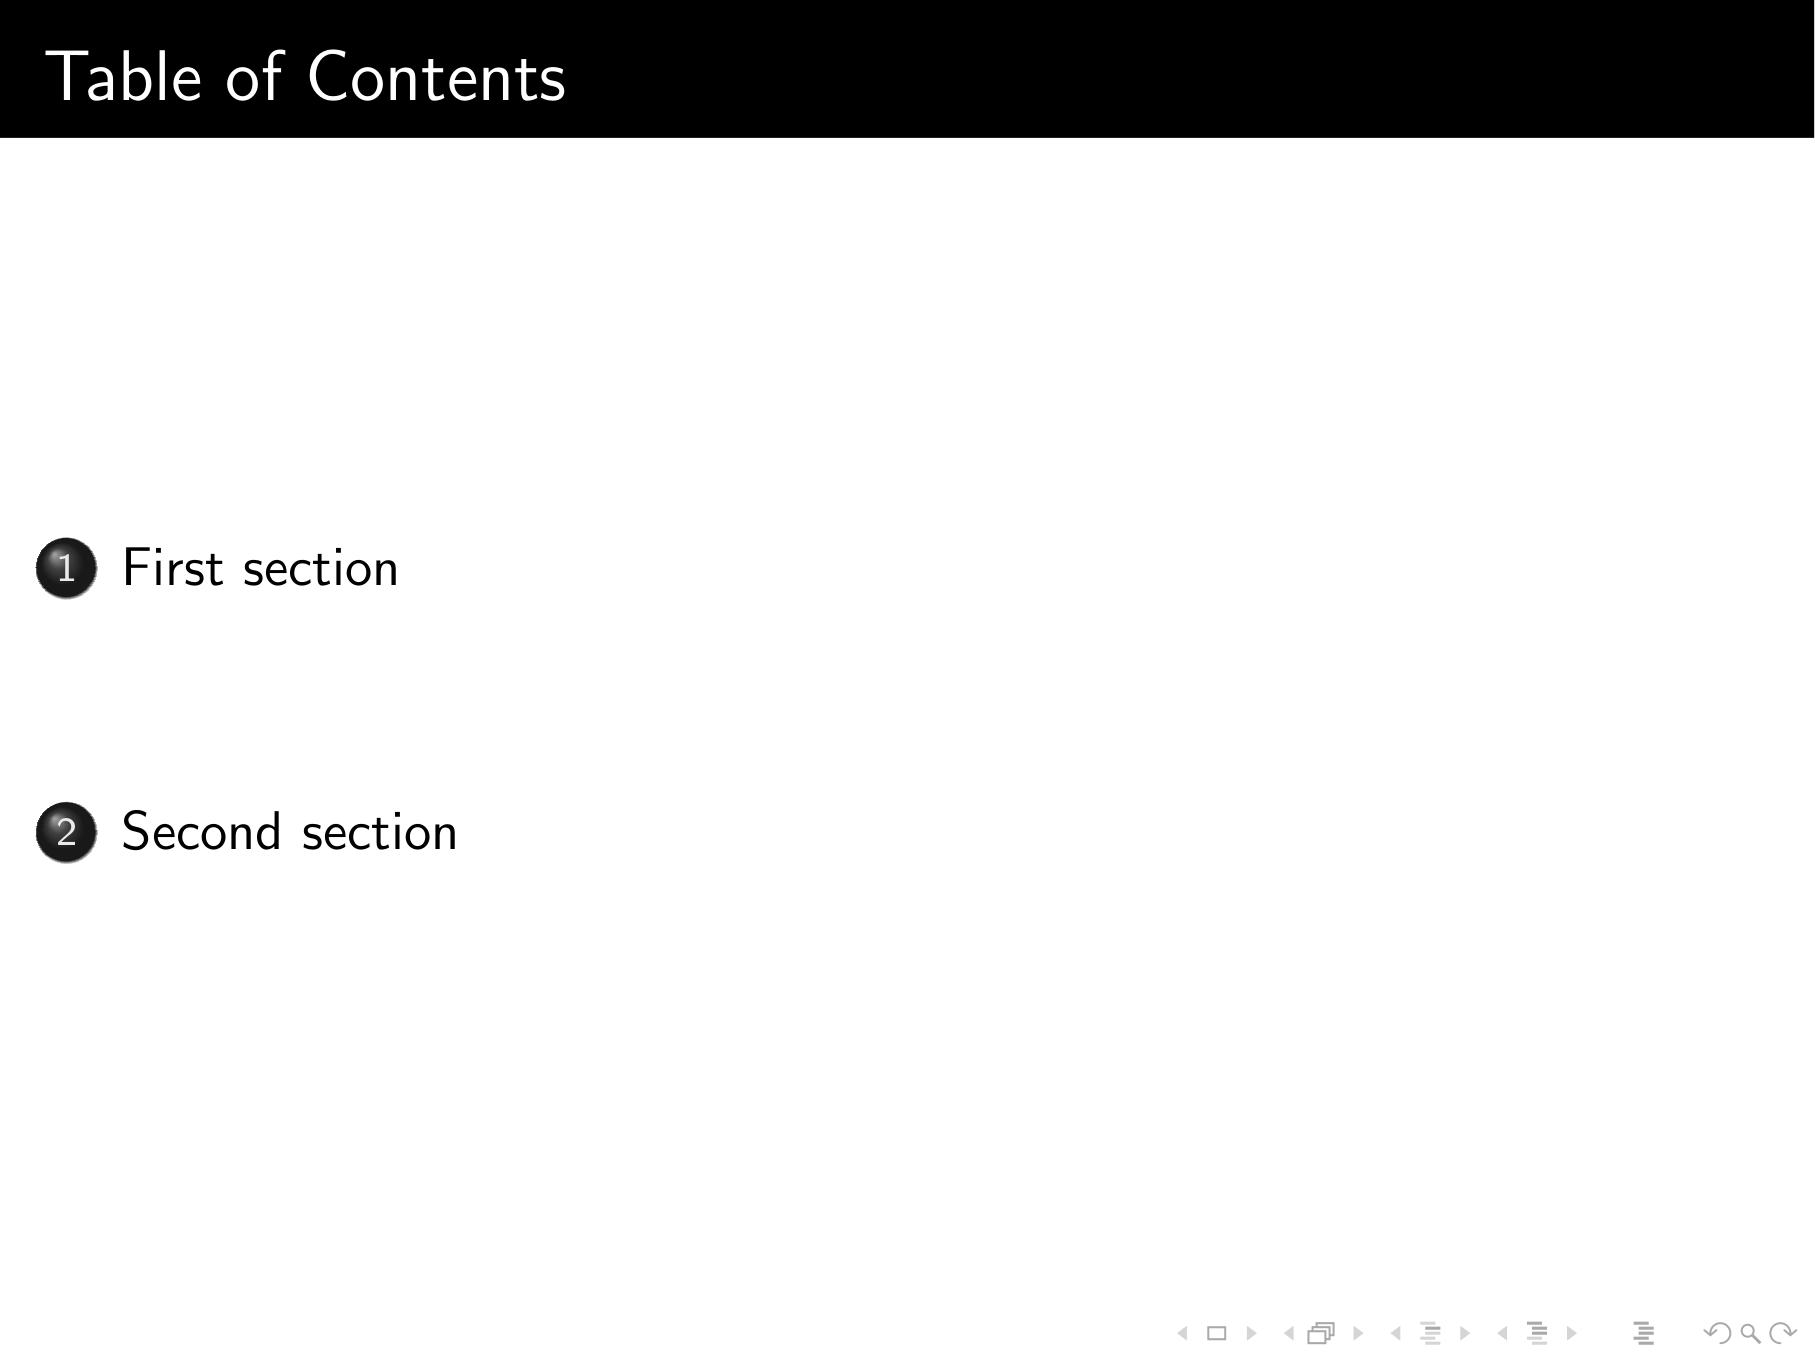 Table of Contents
1 First section
2 Second section